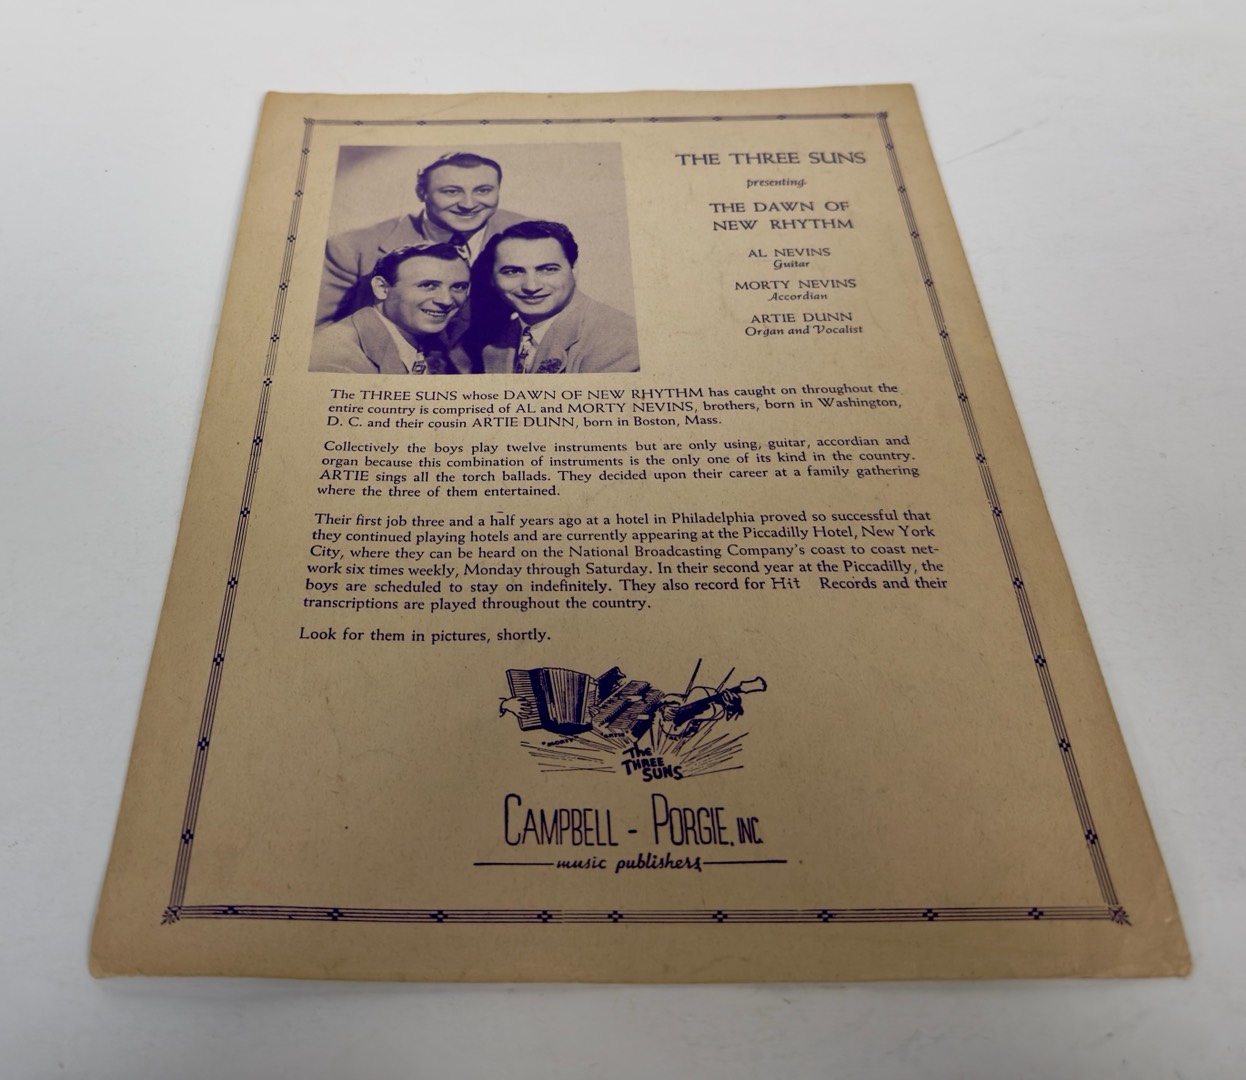 THE THREE SUNS
presenting
THE DAWN OF
NEW RHYTHM
AL NEVINS
Guitar
MORTY NEVINS
Accordian
ARTIE DUNN
Organ and Vocalist
The THREE SUNS whose DAWN OF NEW RHYTHM has caught on throughout the
entire country is comprised of AL and MORTY NEVINS, brothers, born in Washington,
D. C. and their cousin ARTIE DUNN, born in Boston, Mass.
Collectively the boys play twelve instruments but are only using, guitar, accordian and
organ because this combination of instruments is the only one of its kind in the country.
ARTIE sings all the torch ballads. They decided upon their career at a family gathering
where the three of them entertained.
Their first job three and a half years ago at a hotel in Philadelphia proved so successful that
they continued playing hotels and are currently appearing at the Piccadilly Hotel, New York
City, where they can be heard on the National Broadcasting Company's coast to coast net-
work six times weekly, Monday through Saturday. In their second year at the Piccadilly, the
boys are scheduled to stay on indefinitely. They also record for Hit Records and their
transcriptions are played throughout the country.
Look for them in pictures, shortly.
"MORTY" "ARTIE" "AL"
The
THREE
SUNS
CAMPBELL - PORGIE, INC.
music publishers